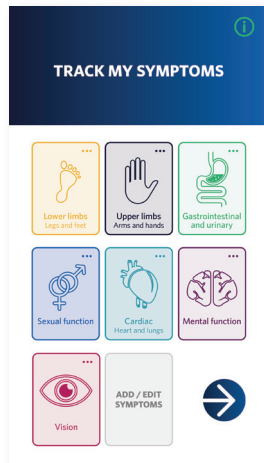 TRACK MY SYMPTOMS
Lower limbs
Legs and feet
Upper limbs
Arms and hands
Gastrointestinal
and urinary
Sexual function
Cardiac
Heart and lungs
Mental function
Vision
ADD / EDIT
SYMPTOMS